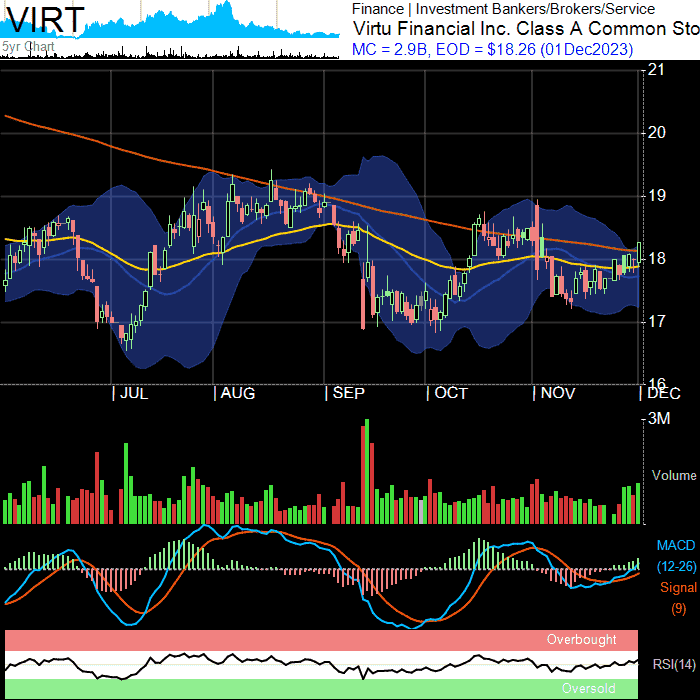 VIRT
5yr Chart
Finance | Investment Bankers/Brokers/Service
Virtu Financial Inc. Class A Common Sto
MC = 2.9B, EOD = $18.26 (01Dec2023)
21
20
19
18
17
16
| JUL
| AUG
| SEP
| OCT
| NOV
| DEC
3M
Volume
MACD
(12-26)
Signal
(9)
Overbought
RSI(14)
Oversold